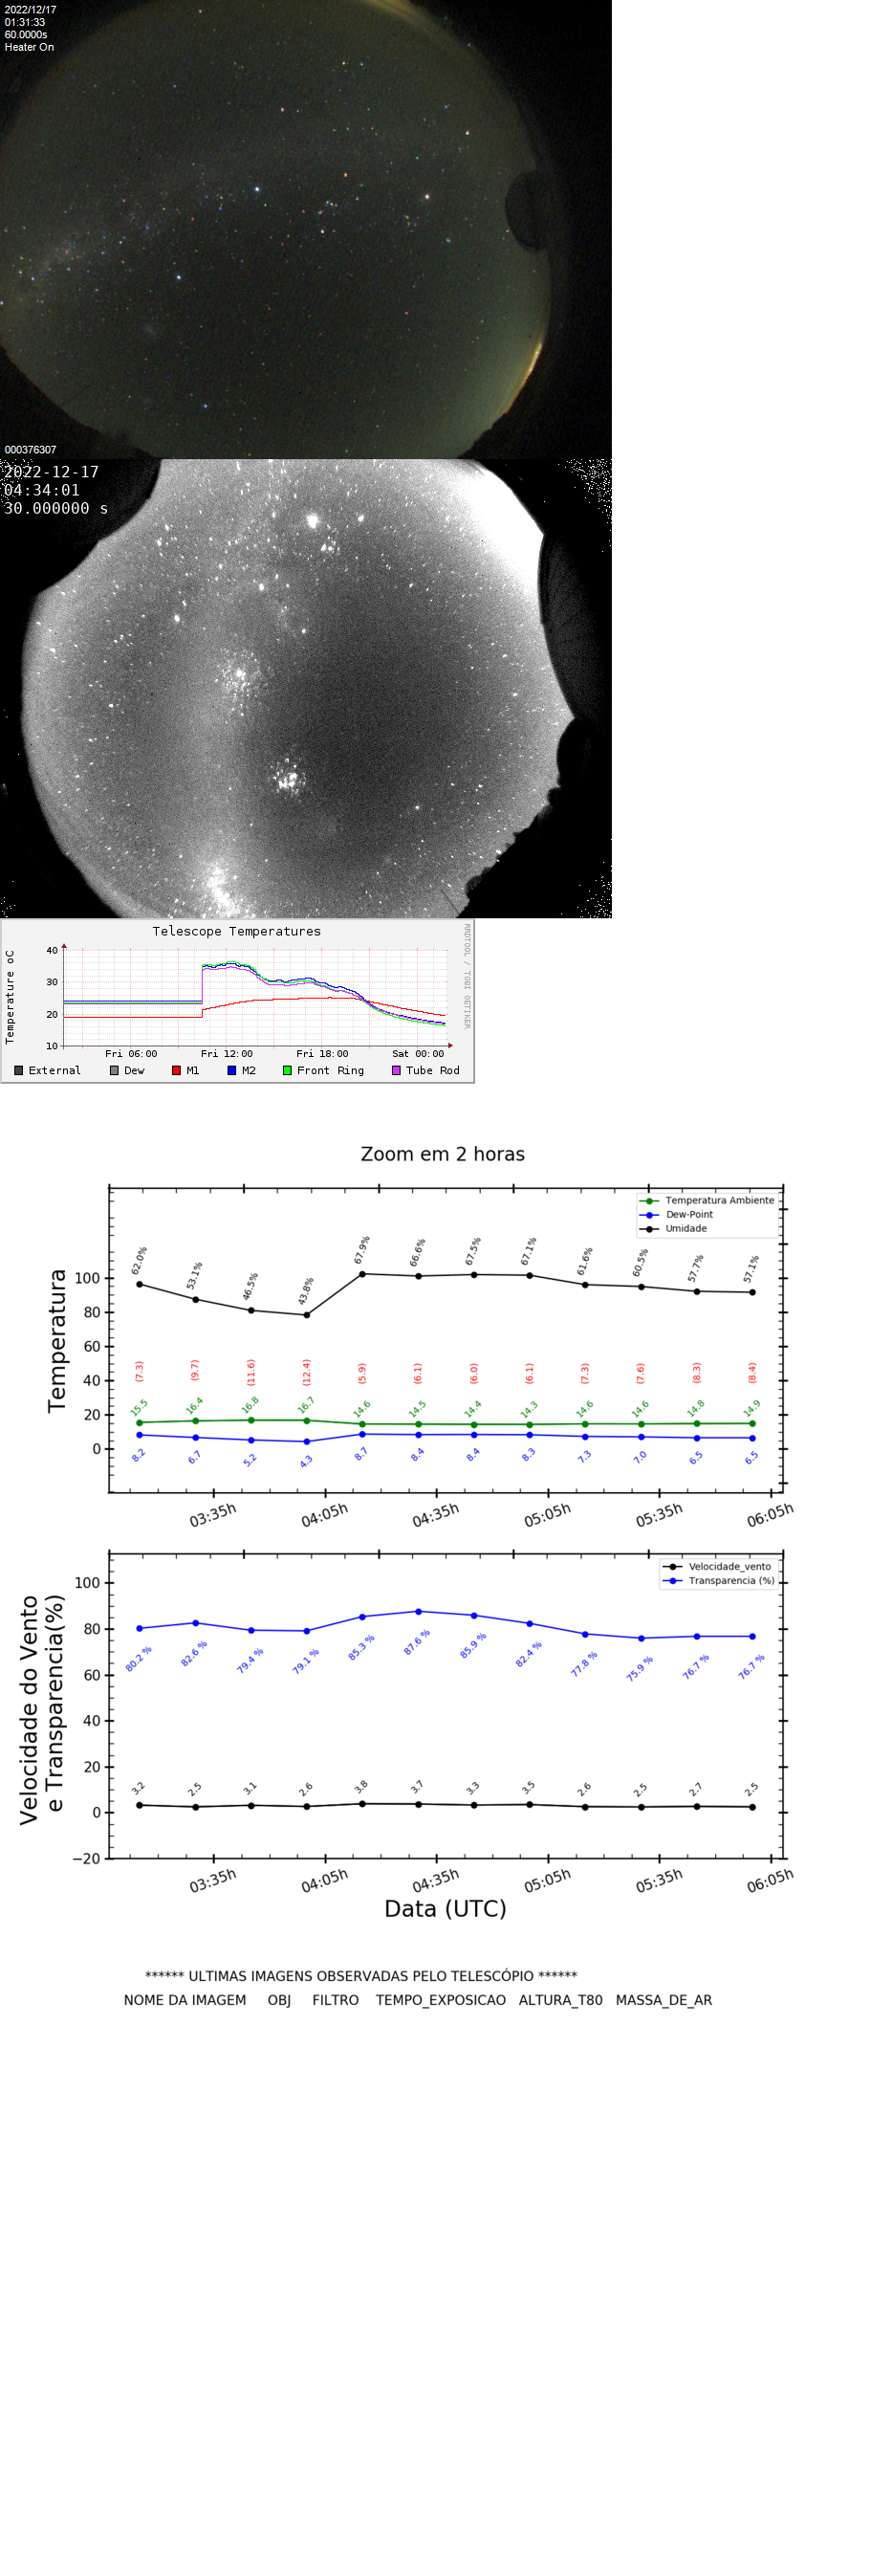 2022/12/17
01:31:33
60.0000s
Heater On
000376307
2022-12-17
04:34:01
30.000000 s
Telescope Temperatures
RRDTOOL / TOBI OETIKER
Temperature oC
40
30
20
10
Fri 06:00 Fri 12:00 Fri 18:00 Sat 00:00
External Dew M1 M2 Front Ring Tube Rod
Zoom em 2 horas
Temperatura Ambiente
Dew-Point
Umidade
Temperatura
100
80
60
40
20
0
62.0% 53.1% 46.5% 43.8% 67.9% 66.6% 67.5% 67.1% 61.6% 60.5% 57.7% 57.1%
(7.3) (9.7) (11.6) (12.4) (5.9) (6.1) (6.0) (6.1) (7.3) (7.6) (8.3) (8.4)
15.5 16.4 16.8 16.7 14.6 14.5 14.4 14.3 14.6 14.6 14.8 14.9
8.2 6.7 5.2 4.3 8.7 8.4 8.4 8.3 7.3 7.0 6.5 6.5
03:35h 04:05h 04:35h 05:05h 05:35h 06:05h
Velocidade_vento
Transparencia (%)
Velocidade do Vento
e Transparencia(%)
100
80
60
40
20
0
−20
80.2 % 82.6 % 79.4 % 79.1 % 85.3 % 87.6 % 85.9 % 82.4 % 77.8 % 75.9 % 76.7 % 76.7 %
3.2 2.5 3.1 2.6 3.8 3.7 3.3 3.5 2.6 2.5 2.7 2.5
03:35h 04:05h 04:35h 05:05h 05:35h 06:05h
Data (UTC)
****** ULTIMAS IMAGENS OBSERVADAS PELO TELESCÓPIO ******
NOME DA IMAGEM OBJ FILTRO TEMPO_EXPOSICAO ALTURA_T80 MASSA_DE_AR